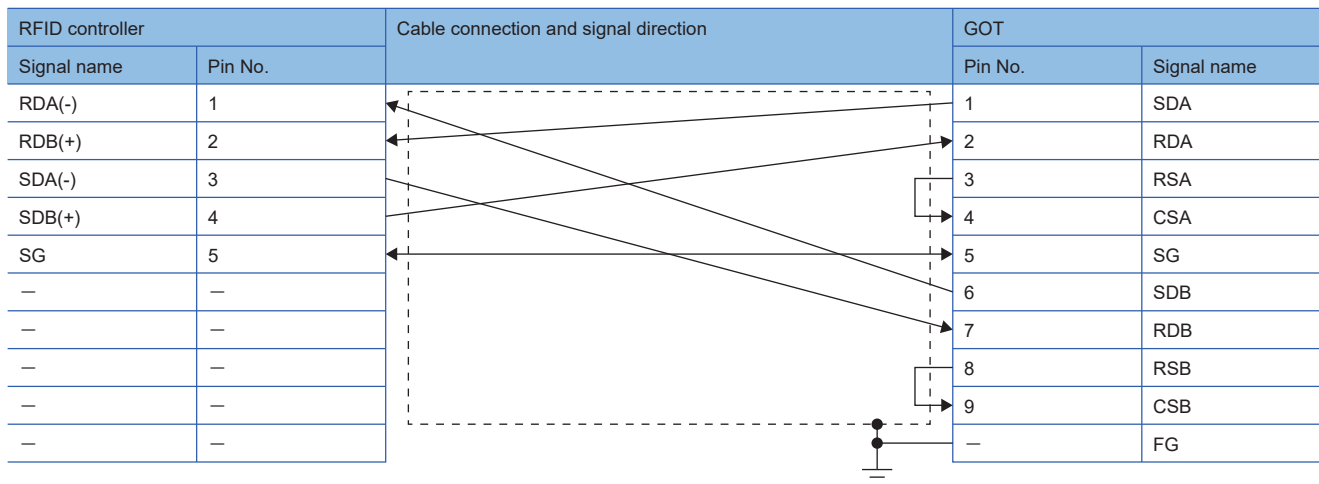 RFID controller Cable connection and signal direction GOT
Signal name Pin No. Pin No. Signal name
RDA(-) 1 1 SDA
RDB(+) 2 2 RDA
SDA(-) 3 3 RSA
SDB(+) 4 4 CSA
SG 5 5 SG
— — 6 SDB
— — 7 RDB
— — 8 RSB
— — 9 CSB
— — — FG